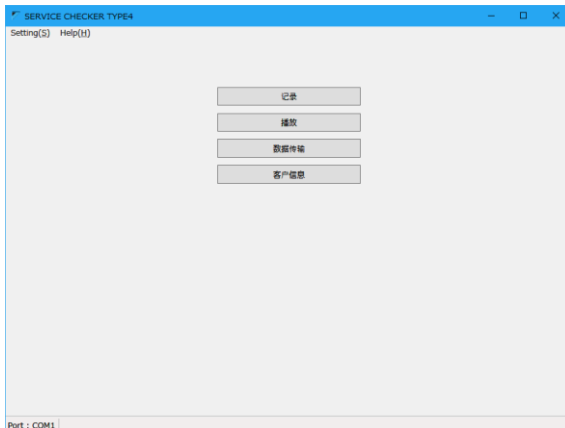 SERVICE CHECKER TYPE4
Setting(S) Help(H)
记录
播放
数据传输
客户信息
Port : COM1